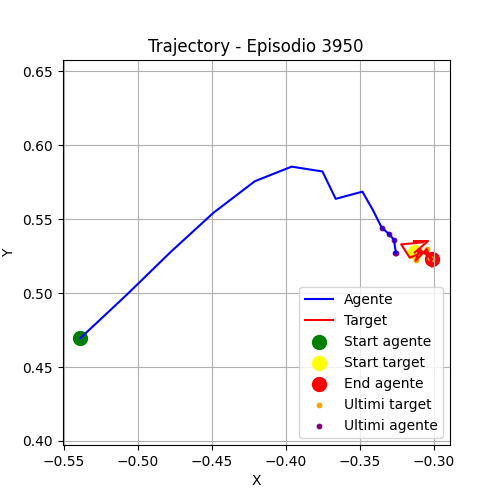 Trajectory - Episodio 3950
0.65
0.60
0.55
0.50
0.45
0.40
Y
−0.55 −0.50 −0.45 −0.40 −0.35 −0.30
X
Agente
Target
Start agente
Start target
End agente
Ultimi target
Ultimi agente